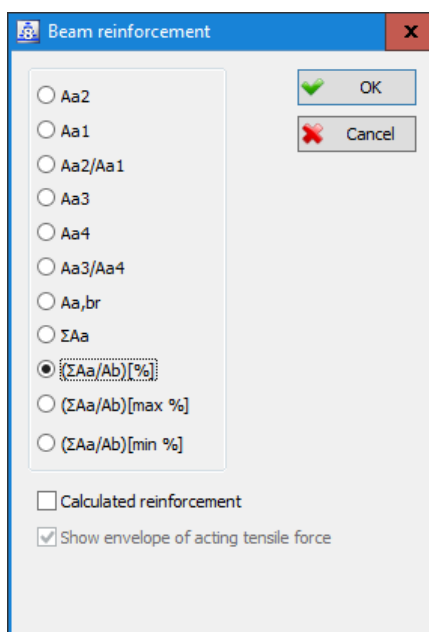 Beam reinforcement
Aa2
Aa1
Aa2/Aa1
Aa3
Aa4
Aa3/Aa4
Aa,br
ΣAa
(ΣAa/Ab)[%]
(ΣAa/Ab)[max %]
(ΣAa/Ab)[min %]
OK
Cancel
Calculated reinforcement
Show envelope of acting tensile force